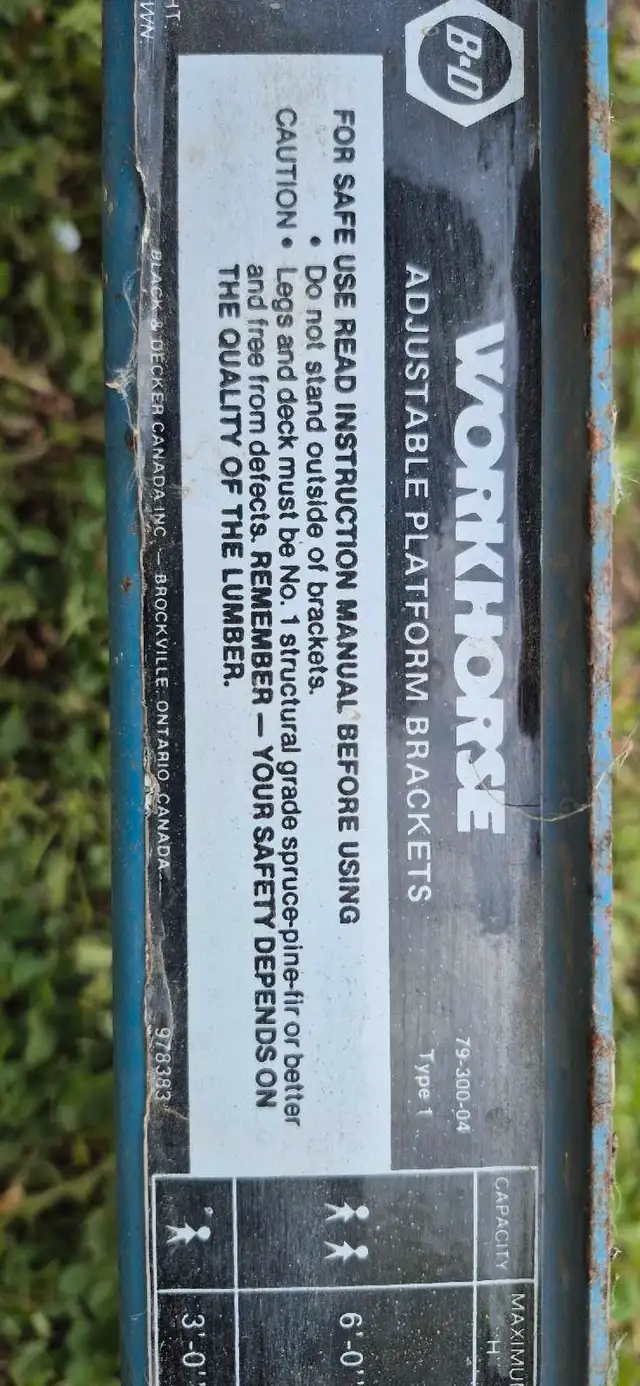 B&D
WORKHORSE
ADJUSTABLE PLATFORM BRACKETS
79-300-04
Type 1
FOR SAFE USE READ INSTRUCTION MANUAL BEFORE USING
• Do not stand outside of brackets.
CAUTION • Legs and deck must be No. 1 structural grade spruce-pine-fir or better
and free from defects. REMEMBER — YOUR SAFETY DEPENDS ON
THE QUALITY OF THE LUMBER.
BLACK & DECKER CANADA INC. — BROCKVILLE, ONTARIO, CANADA
978383
CAPACITY
"H"
6'-0"
3'-0"